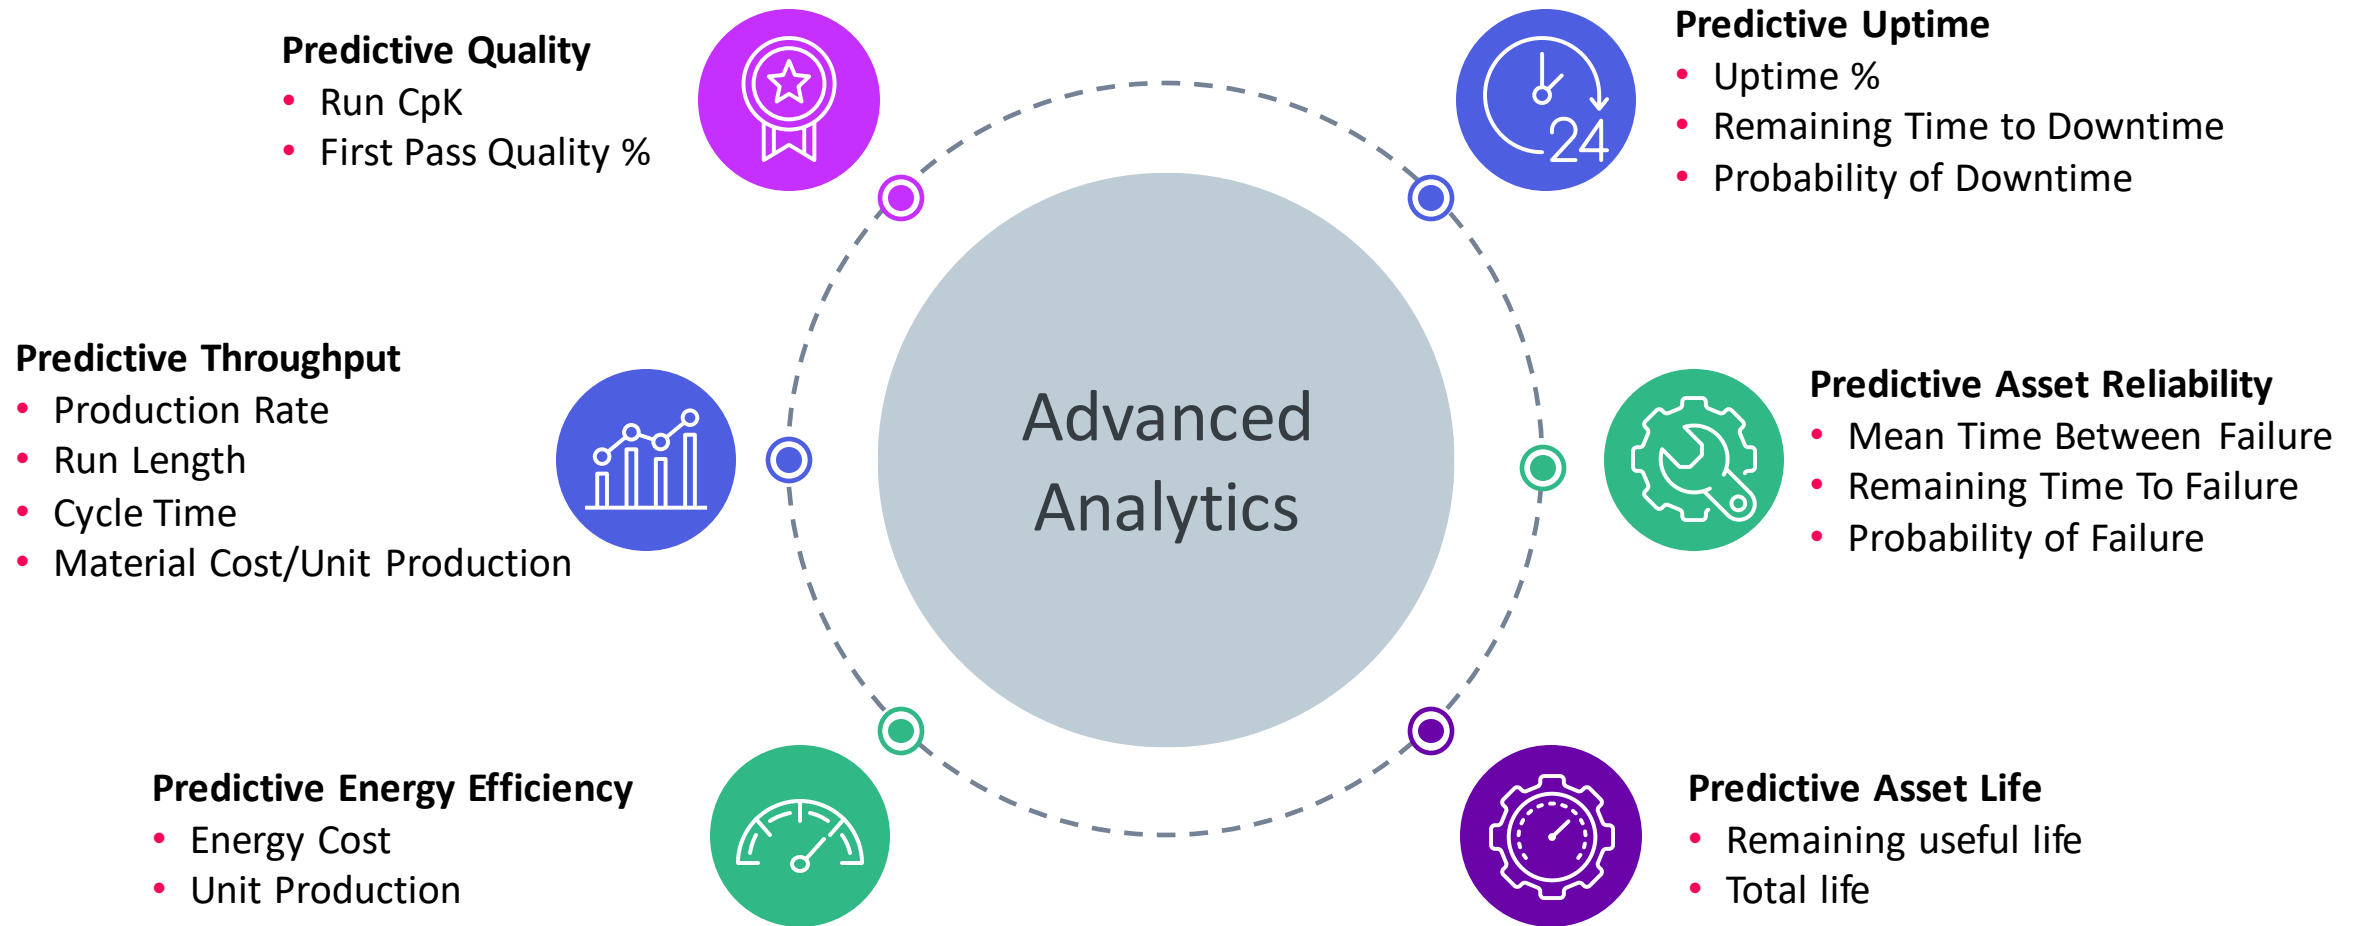 Predictive Quality
• Run CpK
• First Pass Quality %
24
Predictive Uptime
• Uptime %
• Remaining Time to Downtime
• Probability of Downtime
Predictive Throughput
• Production Rate
• Run Length
• Cycle Time
• Material Cost/Unit Production
Advanced
Analytics
Predictive Asset Reliability
• Mean Time Between Failure
• Remaining Time To Failure
• Probability of Failure
Predictive Energy Efficiency
• Energy Cost
• Unit Production
Predictive Asset Life
• Remaining useful life
• Total life